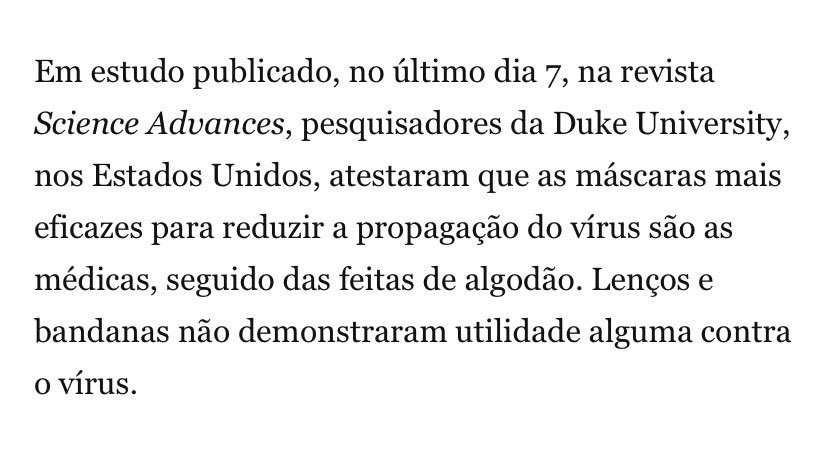 Em estudo publicado, no último dia 7, na revista
Science Advances, pesquisadores da Duke University,
nos Estados Unidos, atestaram que as máscaras mais
eficazes para reduzir a propagação do vírus são as
médicas, seguido das feitas de algodão. Lenços e
bandanas não demonstraram utilidade alguma contra
o vírus.